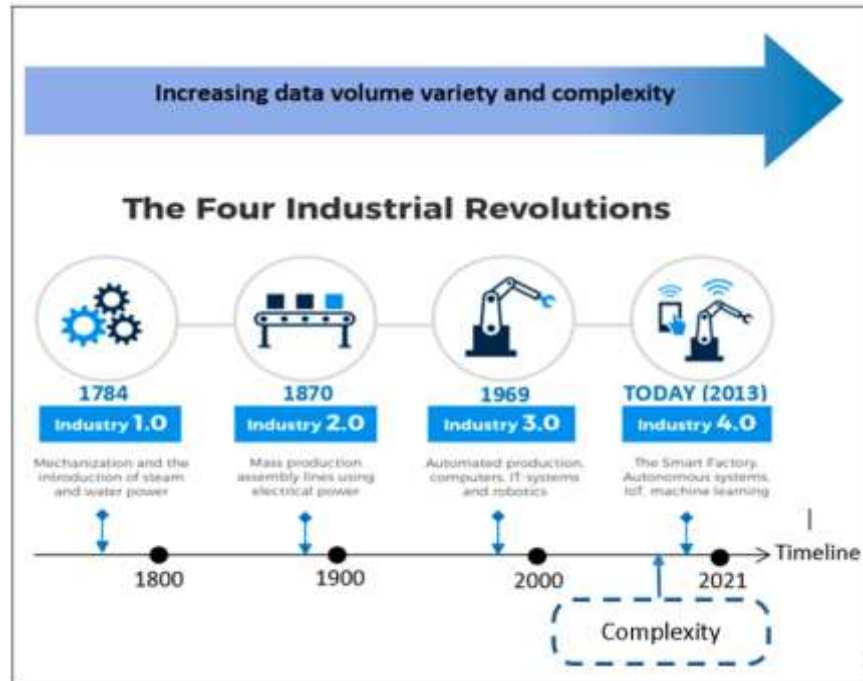 Increasing data volume variety and complexity
The Four Industrial Revolutions
1784
Industry 1.0
Mechanization and the
introduction of steam
and water power
1870
Industry 2.0
Mass production
assembly lines using
electrical power
1969
Industry 3.0
Automated production,
computers, IT-systems
and robotics
TODAY (2013)
Industry 4.0
The Smart Factory.
Autonomous systems,
IoT, machine learning
Timeline
1800
1900
2000
2021
Complexity